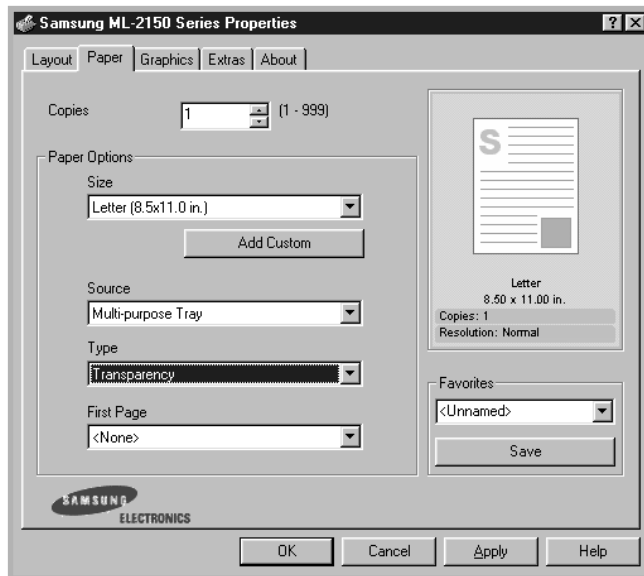 Samsung ML-2150 Series Properties
? X
Layout Paper Graphics Extras About
Copies 1 (1 - 999)
Paper Options
Size
Letter (8.5x11.0 in.)
Add Custom
Source
Multi-purpose Tray
Type
Transparency
First Page
<None>
S
Letter
8.50 x 11.00 in.
Copies: 1
Resolution: Normal
Favorites
<Unnamed>
Save
SAMSUNG
ELECTRONICS
OK Cancel Apply Help